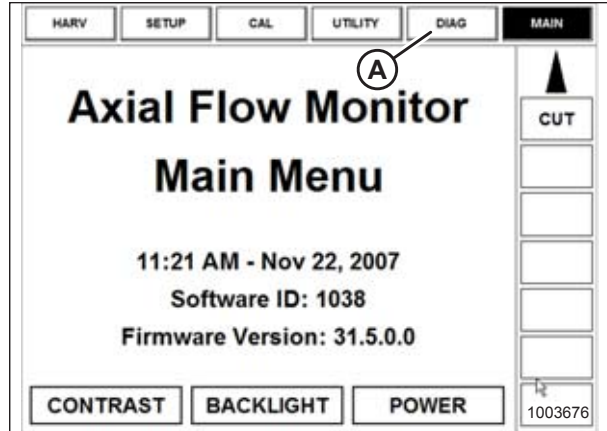 HARV SETUP CAL UTILITY DIAG MAIN
A
Axial Flow Monitor
CUT
Main Menu
11:21 AM - Nov 22, 2007
Software ID: 1038
Firmware Version: 31.5.0.0
CONTRAST BACKLIGHT POWER
1003676